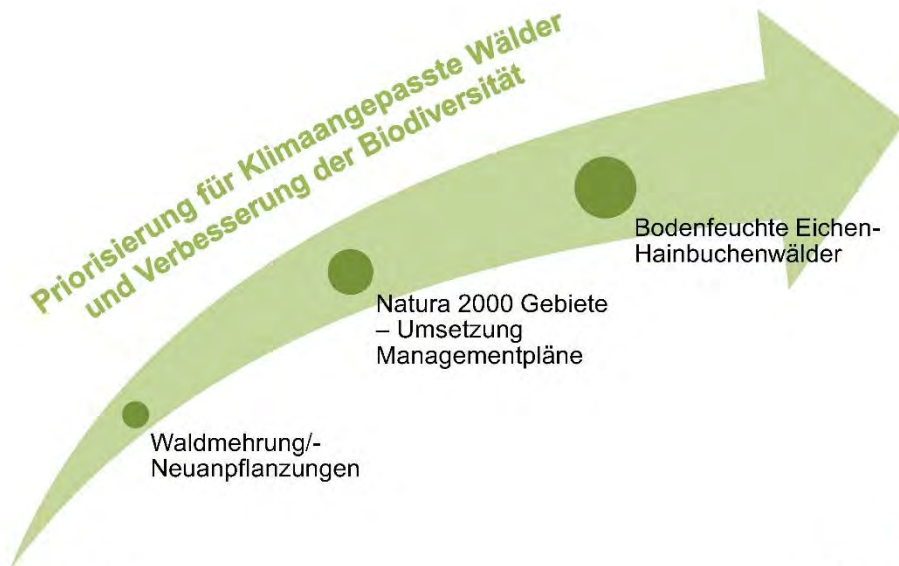 Priorisierung für Klimaangepasste Wälder
und Verbesserung der Biodiversität
Bodenfeuchte Eichen-
Hainbuchenwälder
Natura 2000 Gebiete
– Umsetzung
Managementpläne
Waldmehrung/-
Neuanpflanzungen